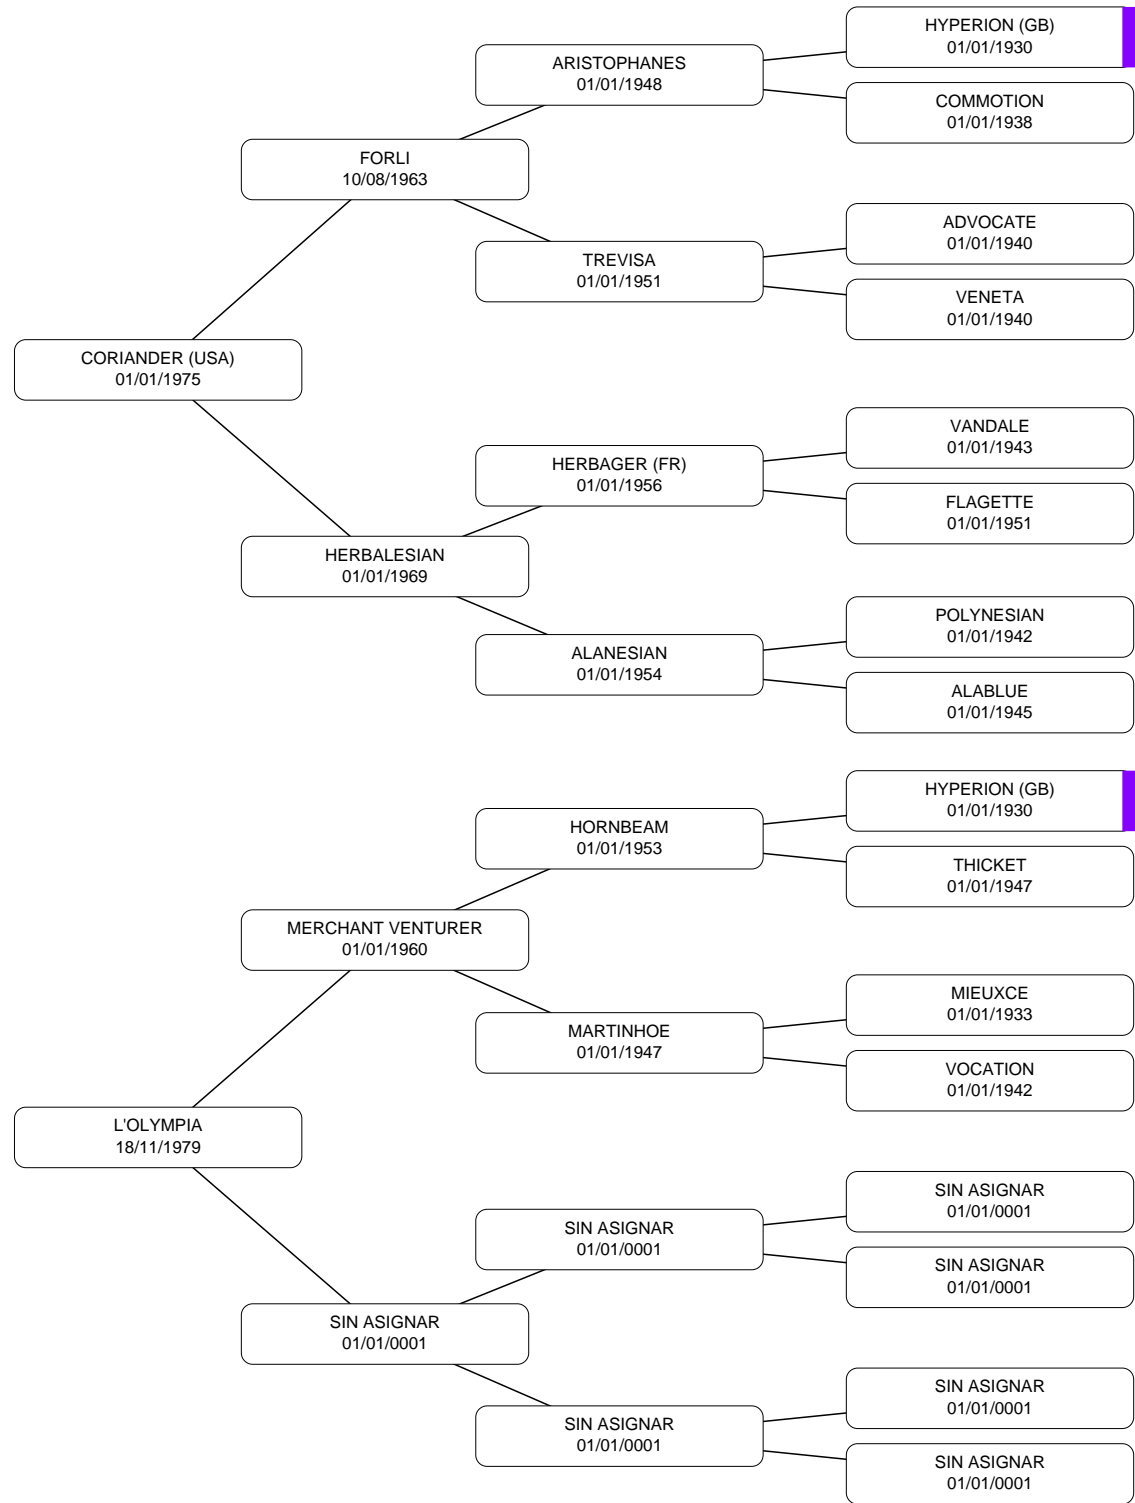 HYPERION (GB)
01/01/1930
ARISTOPHANES
01/01/1948
COMMOTION
01/01/1938
FORLI
10/08/1963
ADVOCATE
01/01/1940
TREVISA
01/01/1951
VENETA
01/01/1940
CORIANDER (USA)
01/01/1975
VANDALE
01/01/1943
HERBAGER (FR)
01/01/1956
FLAGETTE
01/01/1951
HERBALESIAN
01/01/1969
POLYNESIAN
01/01/1942
ALANESIAN
01/01/1954
ALABLUE
01/01/1945
HYPERION (GB)
01/01/1930
HORNBEAM
01/01/1953
THICKET
01/01/1947
MERCHANT VENTURER
01/01/1960
MIEUXCE
01/01/1933
MARTINHOE
01/01/1947
VOCATION
01/01/1942
L'OLYMPIA
18/11/1979
SIN ASIGNAR
01/01/0001
SIN ASIGNAR
01/01/0001
SIN ASIGNAR
01/01/0001
SIN ASIGNAR
01/01/0001
SIN ASIGNAR
01/01/0001
SIN ASIGNAR
01/01/0001
SIN ASIGNAR
01/01/0001